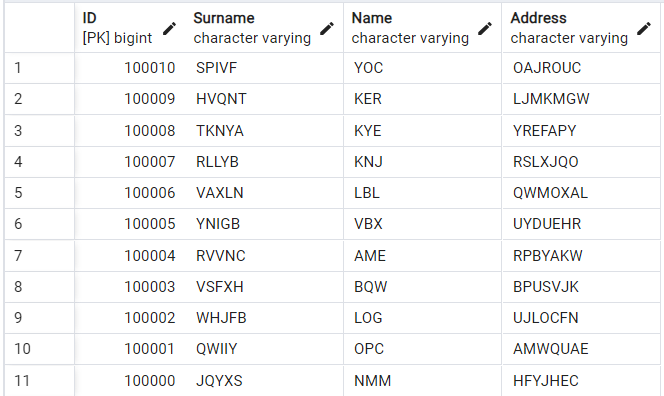 ID Surname Name Address
[PK] bigint character varying character varying character varying
1 100010 SPIVF YOC OAJROUC
2 100009 HVQNT KER LJMKMGW
3 100008 TKNYA KYE YREFAPY
4 100007 RLLYB KNJ RSLXJQO
5 100006 VAXLN LBL QWMOXAL
6 100005 YNIGB VBX UYDUEHR
7 100004 RVVNC AME RPBYAKW
8 100003 VSFXH BQW BPUSVJK
9 100002 WHJFB LOG UJLOCFN
10 100001 QWIIY OPC AMWQUAE
11 100000 JQYXS NMM HFYJHEC